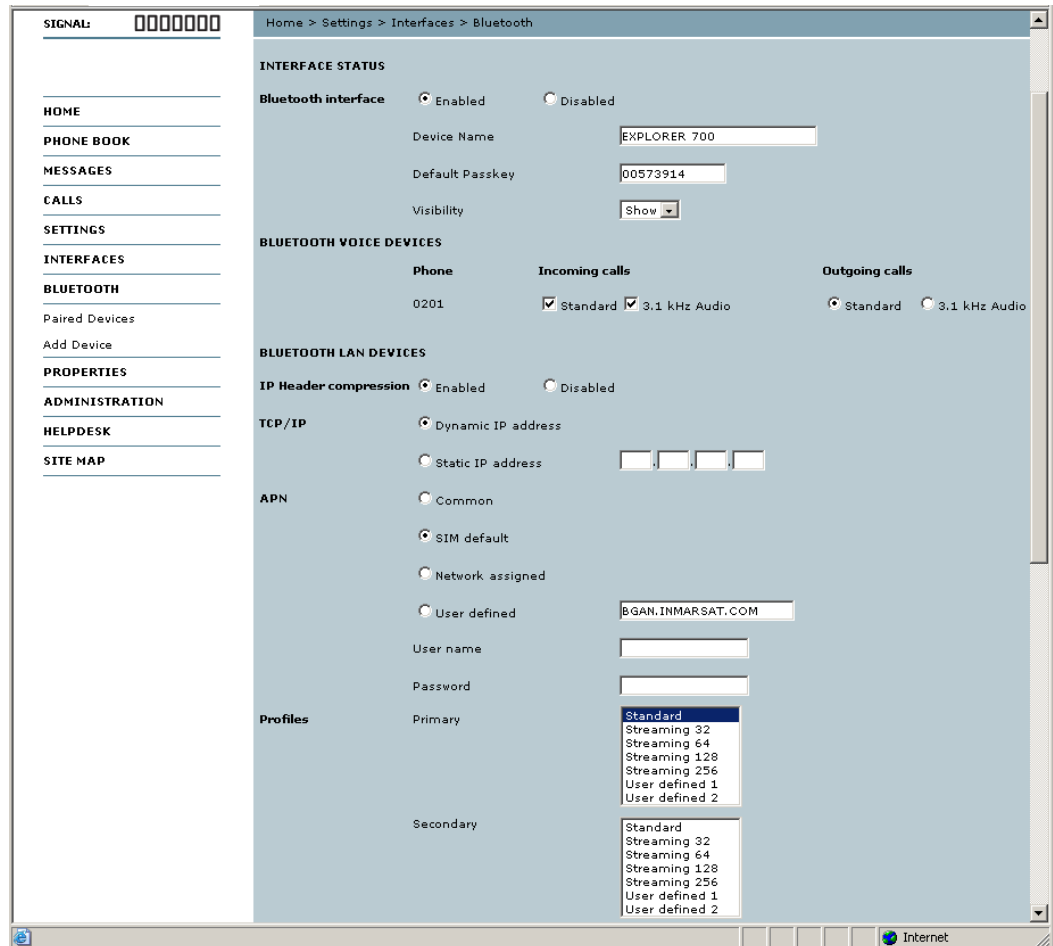 SIGNAL:
Home > Settings > Interfaces > Bluetooth
HOME
PHONE BOOK
MESSAGES
CALLS
SETTINGS
INTERFACES
BLUETOOTH
Paired Devices
Add Device
PROPERTIES
ADMINISTRATION
HELPDESK
SITE MAP
INTERFACE STATUS
Bluetooth interface Enabled Disabled
Device Name EXPLORER 700
Default Passkey 00573914
Visibility Show
BLUETOOTH VOICE DEVICES
Phone Incoming calls Outgoing calls
0201 Standard 3.1 kHz Audio Standard 3.1 kHz Audio
BLUETOOTH LAN DEVICES
IP Header compression Enabled Disabled
TCP/IP Dynamic IP address
Static IP address . . .
APN Common
SIM default
Network assigned
User defined BGAN.INMARSAT.COM
User name
Password
Profiles Primary Standard
Streaming 32
Streaming 64
Streaming 128
Streaming 256
User defined 1
User defined 2
Secondary Standard
Streaming 32
Streaming 64
Streaming 128
Streaming 256
User defined 1
User defined 2
Internet